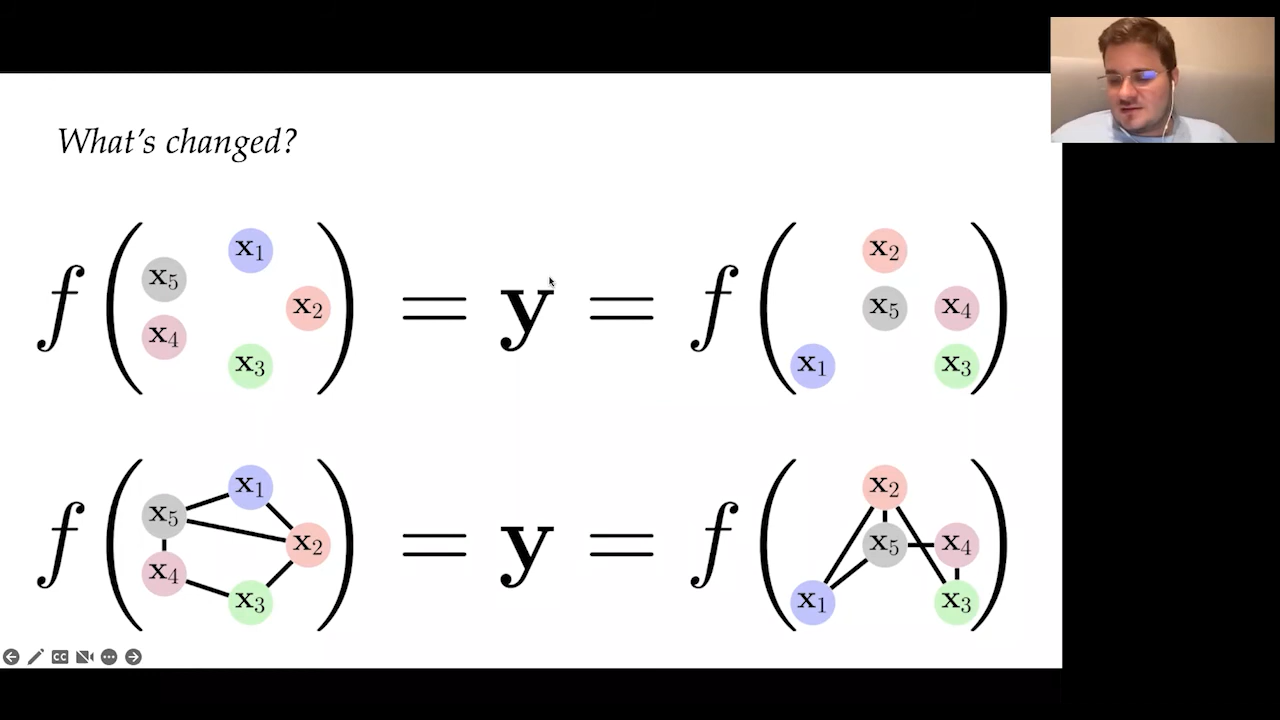 What's changed?
f ( x₁ x₅ x₂ x₄ x₃ ) = y = f ( x₂ x₅ x₄ x₁ x₃ )
f ( x₁ x₅ x₂ x₄ x₃ ) = y = f ( x₂ x₅ x₄ x₁ x₃ )
CC